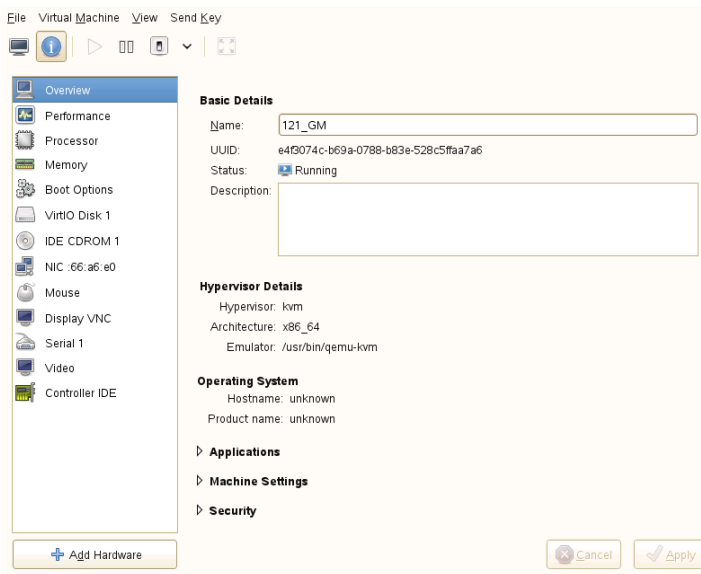 File Virtual Machine View Send Key
Overview
Performance
Processor
Memory
Boot Options
VirtIO Disk 1
IDE CDROM 1
NIC :66:a6:e0
Mouse
Display VNC
Serial 1
Video
Controller IDE
Add Hardware
Basic Details
Name: 121_GM
UUID: e4f3074c-b69a-0788-b83e-528c5ffaa7a6
Status: Running
Description:
Hypervisor Details
Hypervisor: kvm
Architecture: x86_64
Emulator: /usr/bin/qemu-kvm
Operating System
Hostname: unknown
Product name: unknown
Applications
Machine Settings
Security
Cancel Apply